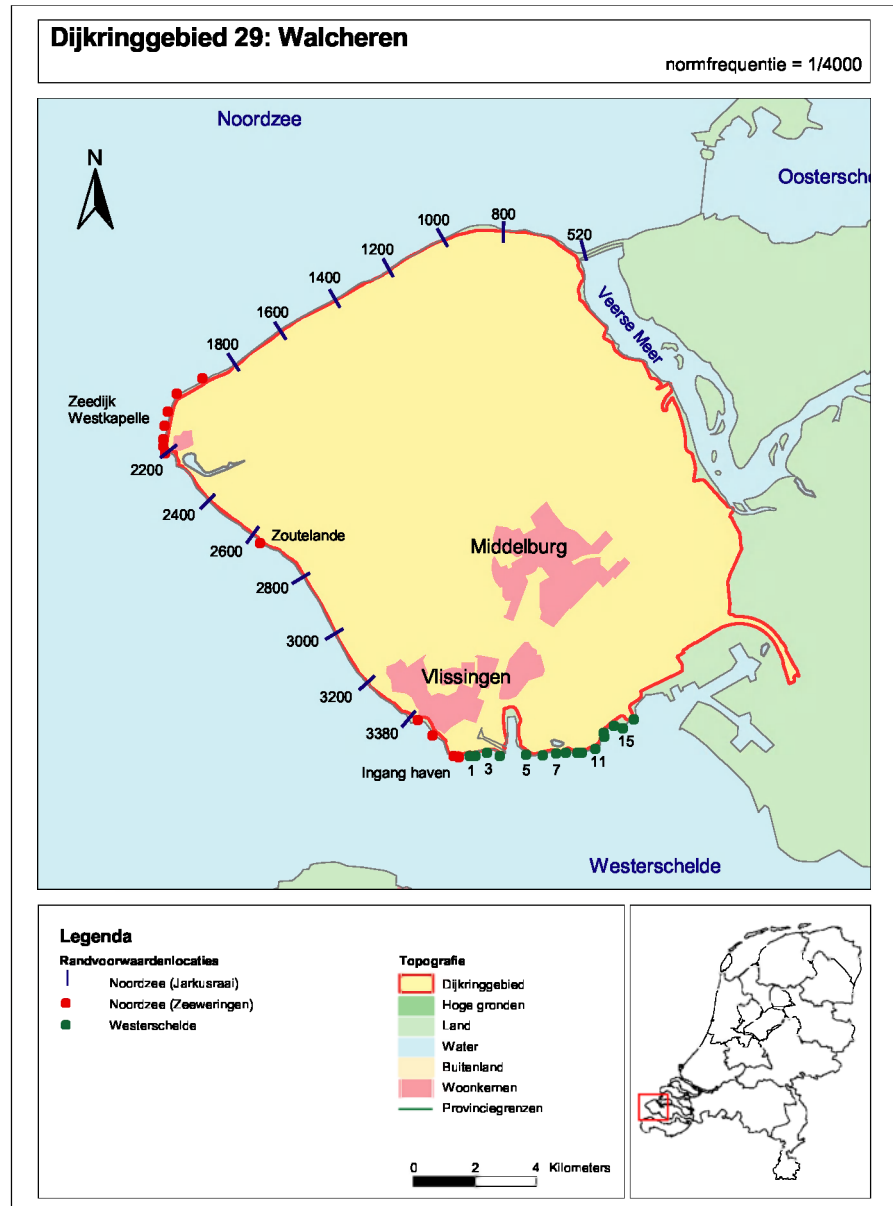 Dijkringgebied 29: Walcheren
normfrequentie = 1/4000
Noordzee
N
Oostersche
1000
800
520
1200
1400
1600
1800
Veerse Meer
Zeedijk
Westkapelle
2200
2400
2600
Zoutelande
2800
Middelburg
3000
3200
Vlissingen
3380
Ingang haven
1
3
5
7
11
15
Westerschelde
Legenda
Randvoorwaardenlocaties
Noordzee (Jarkusraai)
Noordzee (Zeeweringen)
Westerschelde
Topografie
Dijkringgebied
Hoge gronden
Land
Water
Buitenland
Woonkernen
Provinciegrenzen
0 2 4 Kilometers